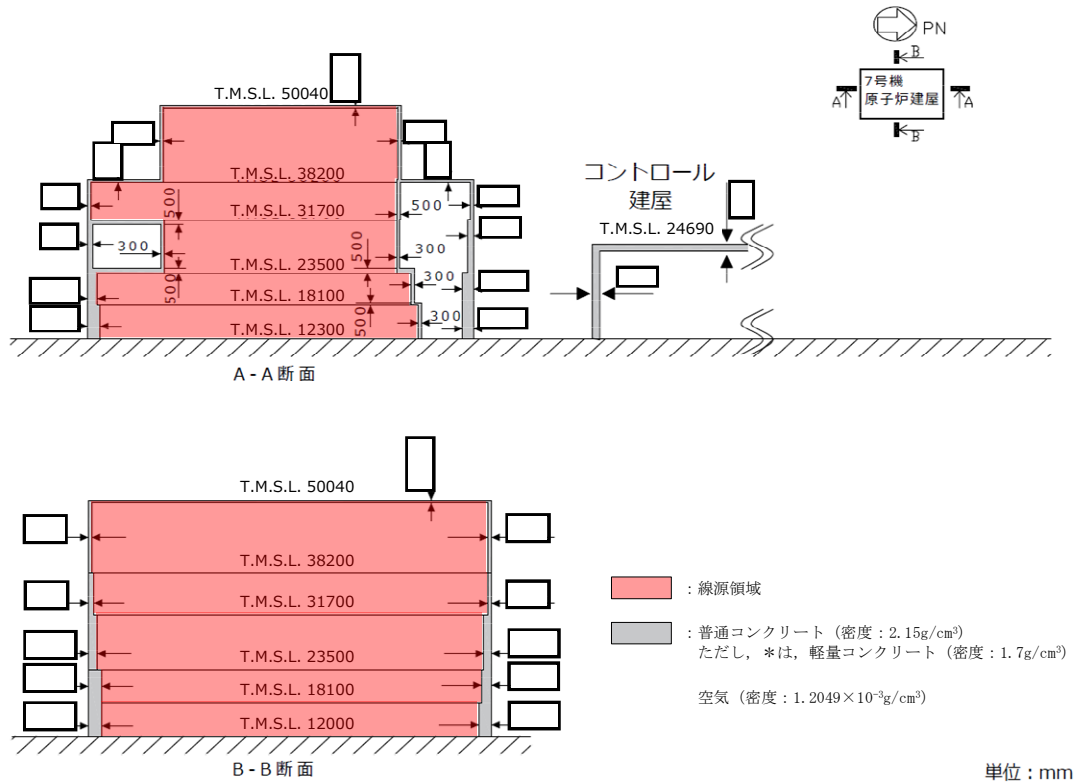 PN
B
7号機
原子炉建屋
A
A
B
T.M.S.L. 50040
T.M.S.L. 38200
500
T.M.S.L. 31700
500
300
T.M.S.L. 23500
500
300
500
T.M.S.L. 18100
300
500
T.M.S.L. 12300
300
A-A断面
コントロール
建屋
T.M.S.L. 24690
T.M.S.L. 50040
T.M.S.L. 38200
T.M.S.L. 31700
T.M.S.L. 23500
T.M.S.L. 18100
T.M.S.L. 12000
B-B断面
：線源領域
：普通コンクリート（密度：2.15g/cm³）
ただし，＊は，軽量コンクリート（密度：1.7g/cm³）
空気（密度：1.2049×10⁻³g/cm³）
単位：mm